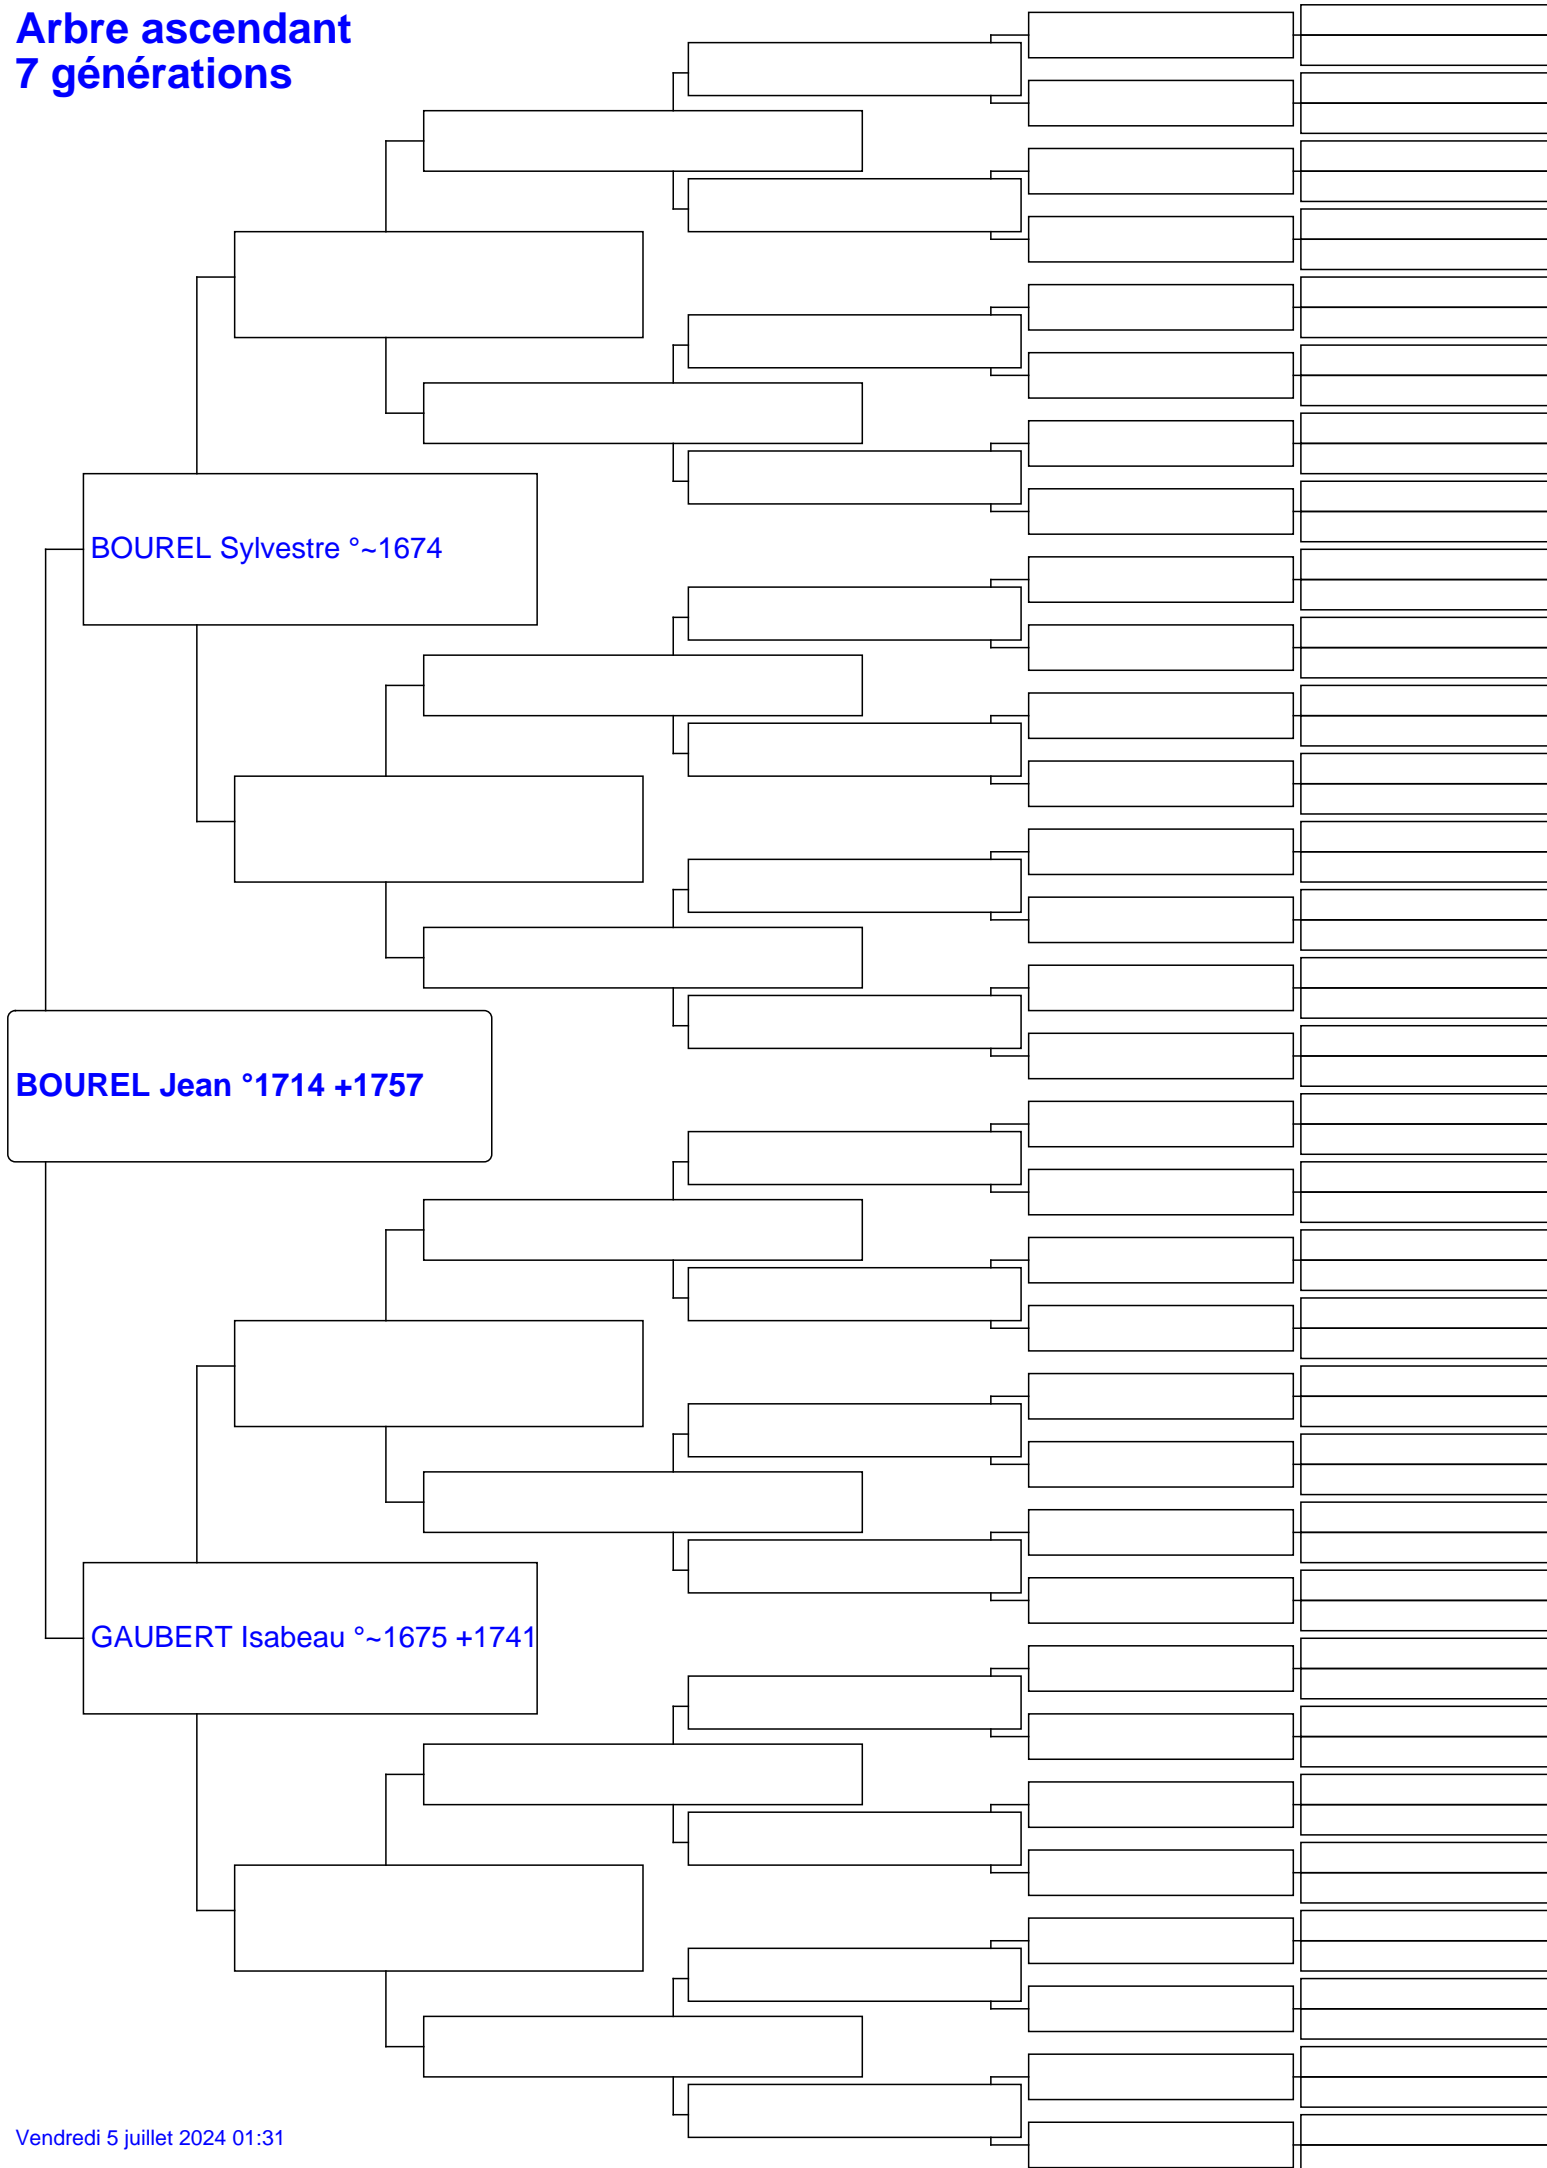 Arbre ascendant
7 générations
BOUREL Sylvestre °~1674
BOUREL Jean °1714 +1757
GAUBERT Isabeau °~1675 +1741
Vendredi 5 juillet 2024 01:31